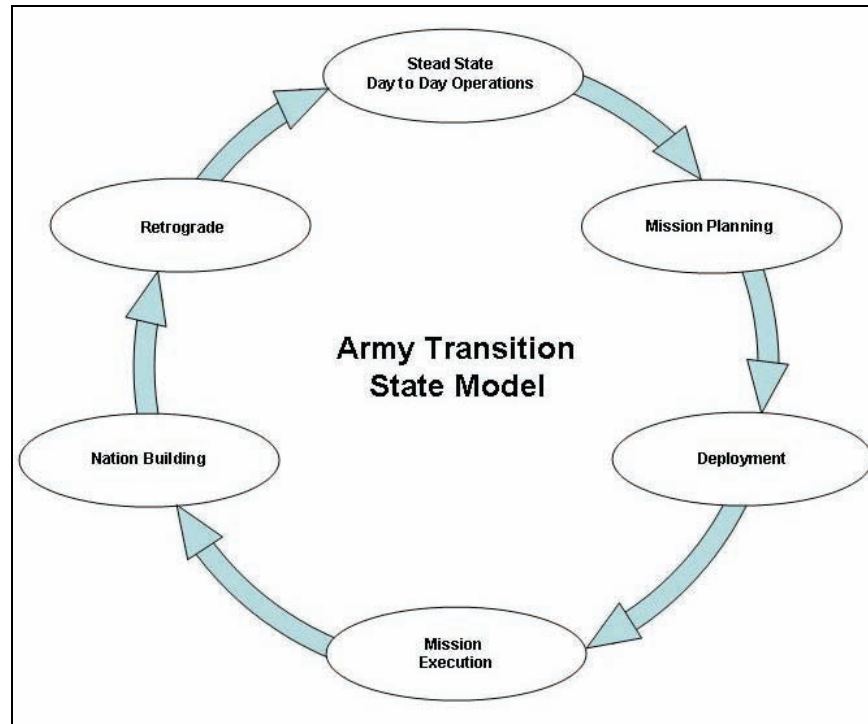 Stead State
Day to Day Operations
Mission Planning
Deployment
Mission
Execution
Nation Building
Retrograde
Army Transition
State Model